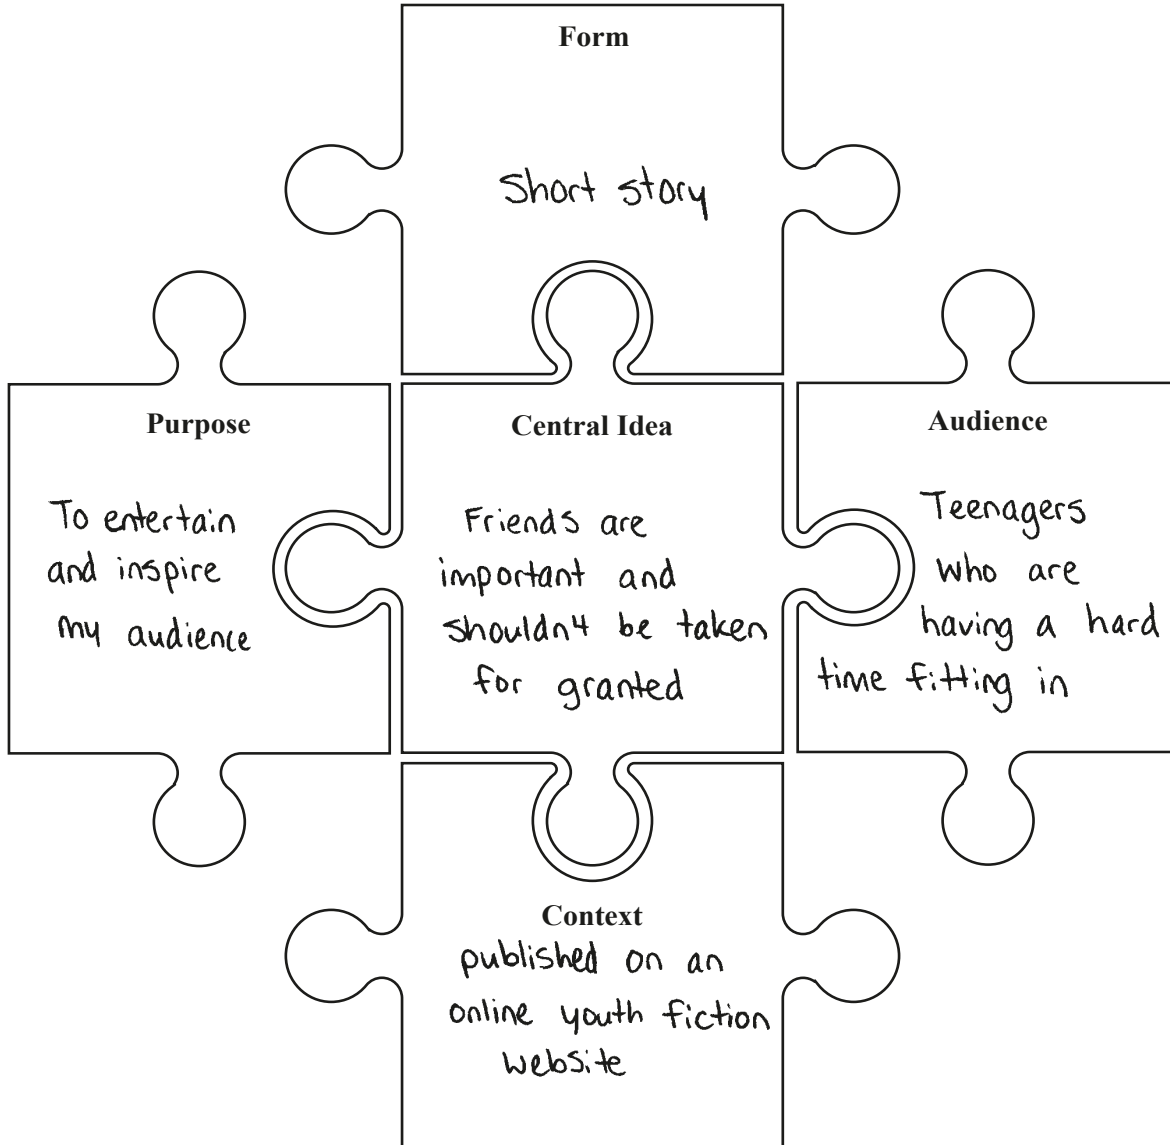 Form
Short story
Purpose
To entertain
and inspire
my audience
Central Idea
Friends are
important and
shouldn't be taken
for granted
Audience
Teenagers
who are
having a hard
time fitting in
Context
published on an
online youth fiction
website